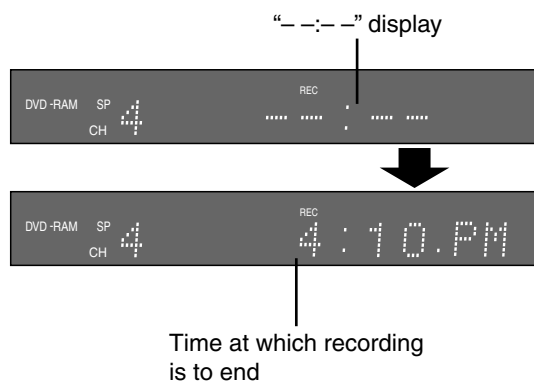 “– –:– –” display
REC
DVD -RAM SP
CH 4 – – : – –
REC
DVD -RAM SP
CH 4 4 : 10.PM
Time at which recording
is to end